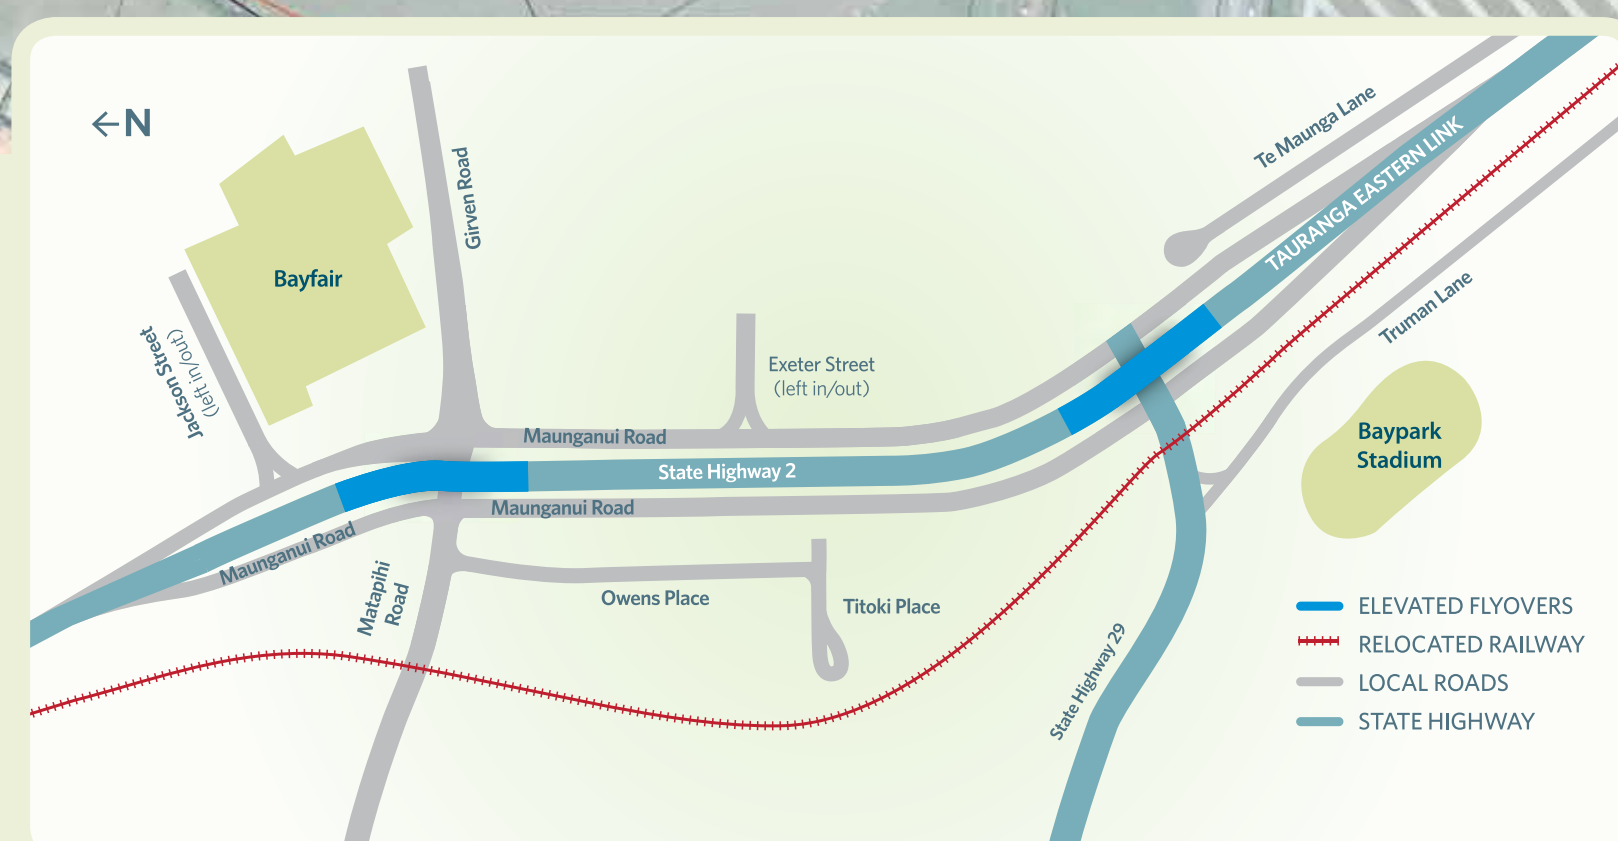 N
Te Maunga Lane
TAURANGA EASTERN LINK
Girven Road
Bayfair
Jackson Street
(left in/out)
Truman Lane
Exeter Street
(left in/out)
Maunganui Road
State Highway 2
Maunganui Road
Maunganui Road
Baypark
Stadium
Matapihi
Road
Owens Place
Titoki Place
State Highway 29
ELEVATED FLYOVERS
RELOCATED RAILWAY
LOCAL ROADS
STATE HIGHWAY